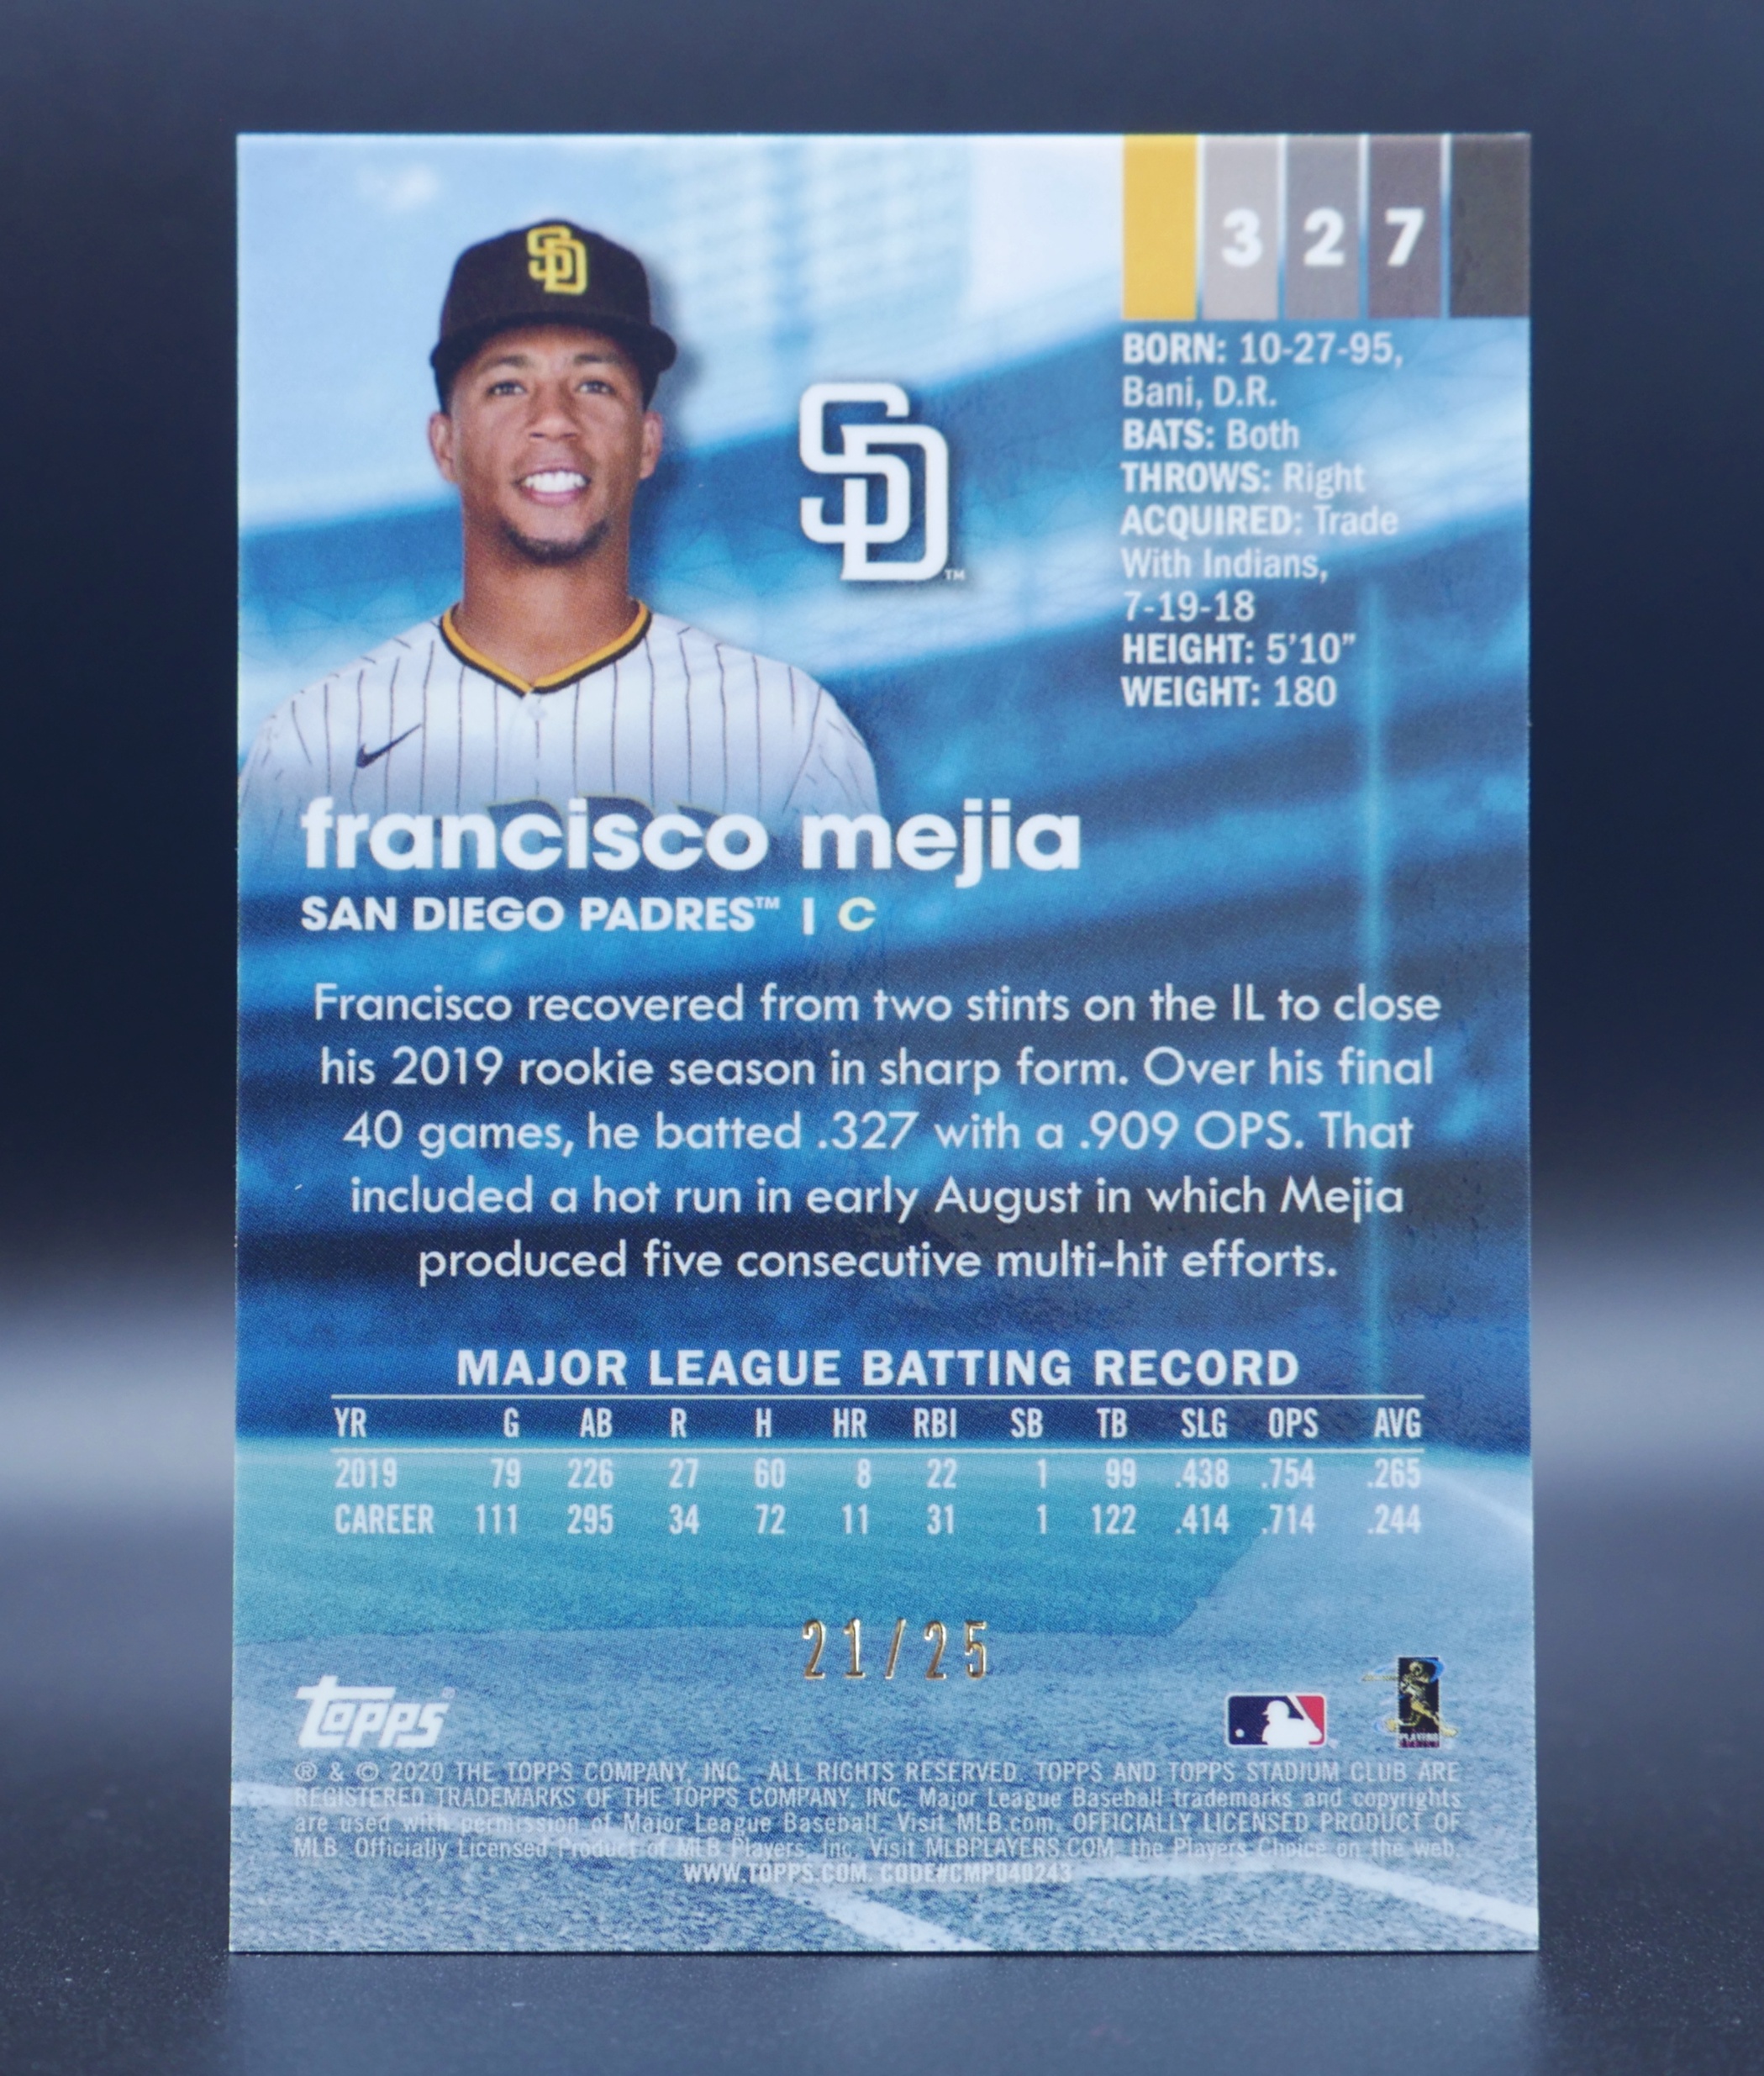 SD
327
BORN: 10-27-95,
Bani, D.R.
BATS: Both
THROWS: Right
ACQUIRED: Trade
With Indians,
7-19-18
HEIGHT: 5'10"
WEIGHT: 180
SD™
francisco mejia
SAN DIEGO PADRES™ | C
Francisco recovered from two stints on the IL to close
his 2019 rookie season in sharp form. Over his final
40 games, he batted .327 with a .909 OPS. That
included a hot run in early August in which Mejia
produced five consecutive multi-hit efforts.
MAJOR LEAGUE BATTING RECORD
YR G AB R H HR RBI SB TB SLG OPS AVG
2019 79 226 27 60 8 22 1 99 .438 .754 .265
CAREER 111 295 34 72 11 31 1 122 .414 .714 .244
21/25
topps®
PLAYERS
® & © 2020 THE TOPPS COMPANY, INC. ALL RIGHTS RESERVED. TOPPS AND TOPPS STADIUM CLUB ARE
REGISTERED TRADEMARKS OF THE TOPPS COMPANY, INC. Major League Baseball trademarks and copyrights
are used with permission of Major League Baseball. Visit MLB.com. OFFICIALLY LICENSED PRODUCT OF
MLB. Officially Licensed Product of MLB Players, Inc. Visit MLBPLAYERS.COM, the Players Choice on the web.
WWW.TOPPS.COM. CODE#CMP040243